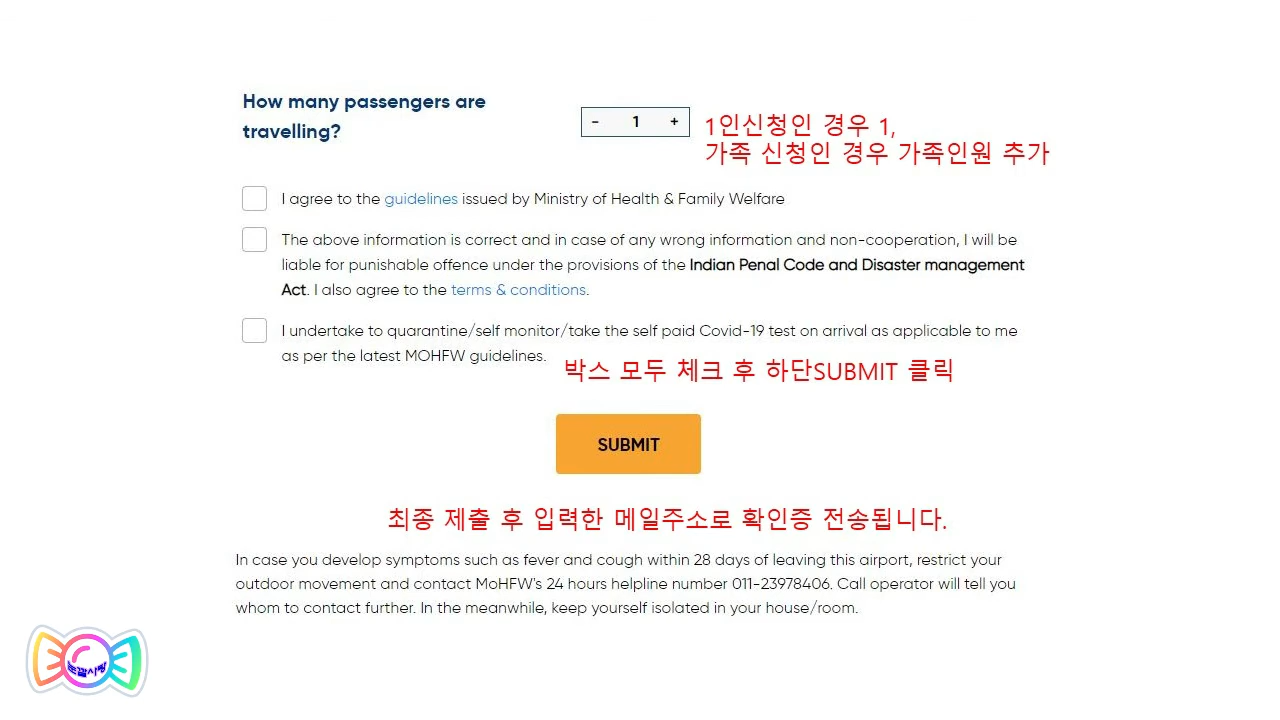 How many passengers are
travelling?
- 1 +
1인신청인 경우 1,
가족 신청인 경우 가족인원 추가
I agree to the guidelines issued by Ministry of Health & Family Welfare
The above information is correct and in case of any wrong information and non-cooperation, I will be
liable for punishable offence under the provisions of the Indian Penal Code and Disaster management
Act. I also agree to the terms & conditions.
I undertake to quarantine/self monitor/take the self paid Covid-19 test on arrival as applicable to me
as per the latest MOHFW guidelines.
박스 모두 체크 후 하단SUBMIT 클릭
SUBMIT
최종 제출 후 입력한 메일주소로 확인증 전송됩니다.
In case you develop symptoms such as fever and cough within 28 days of leaving this airport, restrict your
outdoor movement and contact MoHFW's 24 hours helpline number 011-23978406. Call operator will tell you
whom to contact further. In the meanwhile, keep yourself isolated in your house/room.